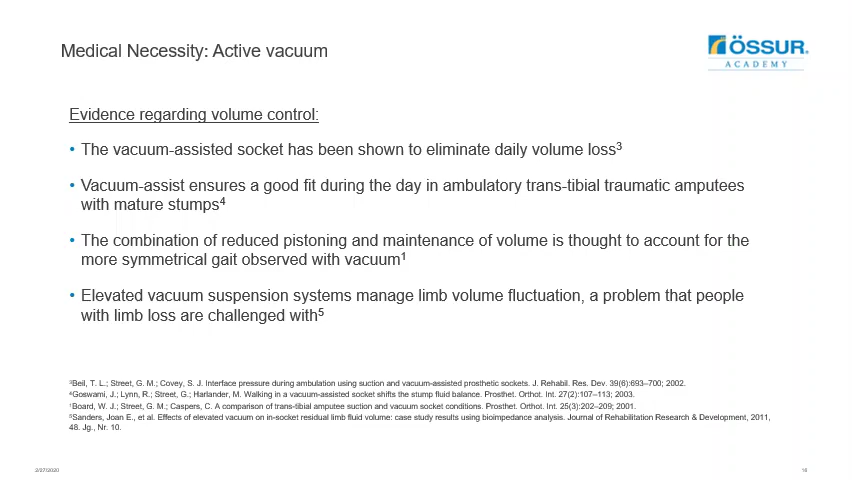 Medical Necessity: Active vacuum
ÖSSUR.
ACADEMY
Evidence regarding volume control:
• The vacuum-assisted socket has been shown to eliminate daily volume loss³
• Vacuum-assist ensures a good fit during the day in ambulatory trans-tibial traumatic amputees
with mature stumps⁴
• The combination of reduced pistoning and maintenance of volume is thought to account for the
more symmetrical gait observed with vacuum¹
• Elevated vacuum suspension systems manage limb volume fluctuation, a problem that people
with limb loss are challenged with⁵
³Beil, T. L.; Street, G. M.; Covey, S. J. Interface pressure during ambulation using suction and vacuum-assisted prosthetic sockets. J. Rehabil. Res. Dev. 39(6):693–700; 2002.
⁴Goswami, J.; Lynn, R.; Street, G.; Harlander, M. Walking in a vacuum-assisted socket shifts the stump fluid balance. Prosthet. Orthot. Int. 27(2):107–113; 2003.
¹Board, W. J.; Street, G. M.; Caspers, C. A comparison of trans-tibial amputee suction and vacuum socket conditions. Prosthet. Orthot. Int. 25(3):202–209; 2001.
⁵Sanders, Joan E., et al. Effects of elevated vacuum on in-socket residual limb fluid volume: case study results using bioimpedance analysis. Journal of Rehabilitation Research & Development, 2011,
48. Jg., Nr. 10.
2/27/2020
16